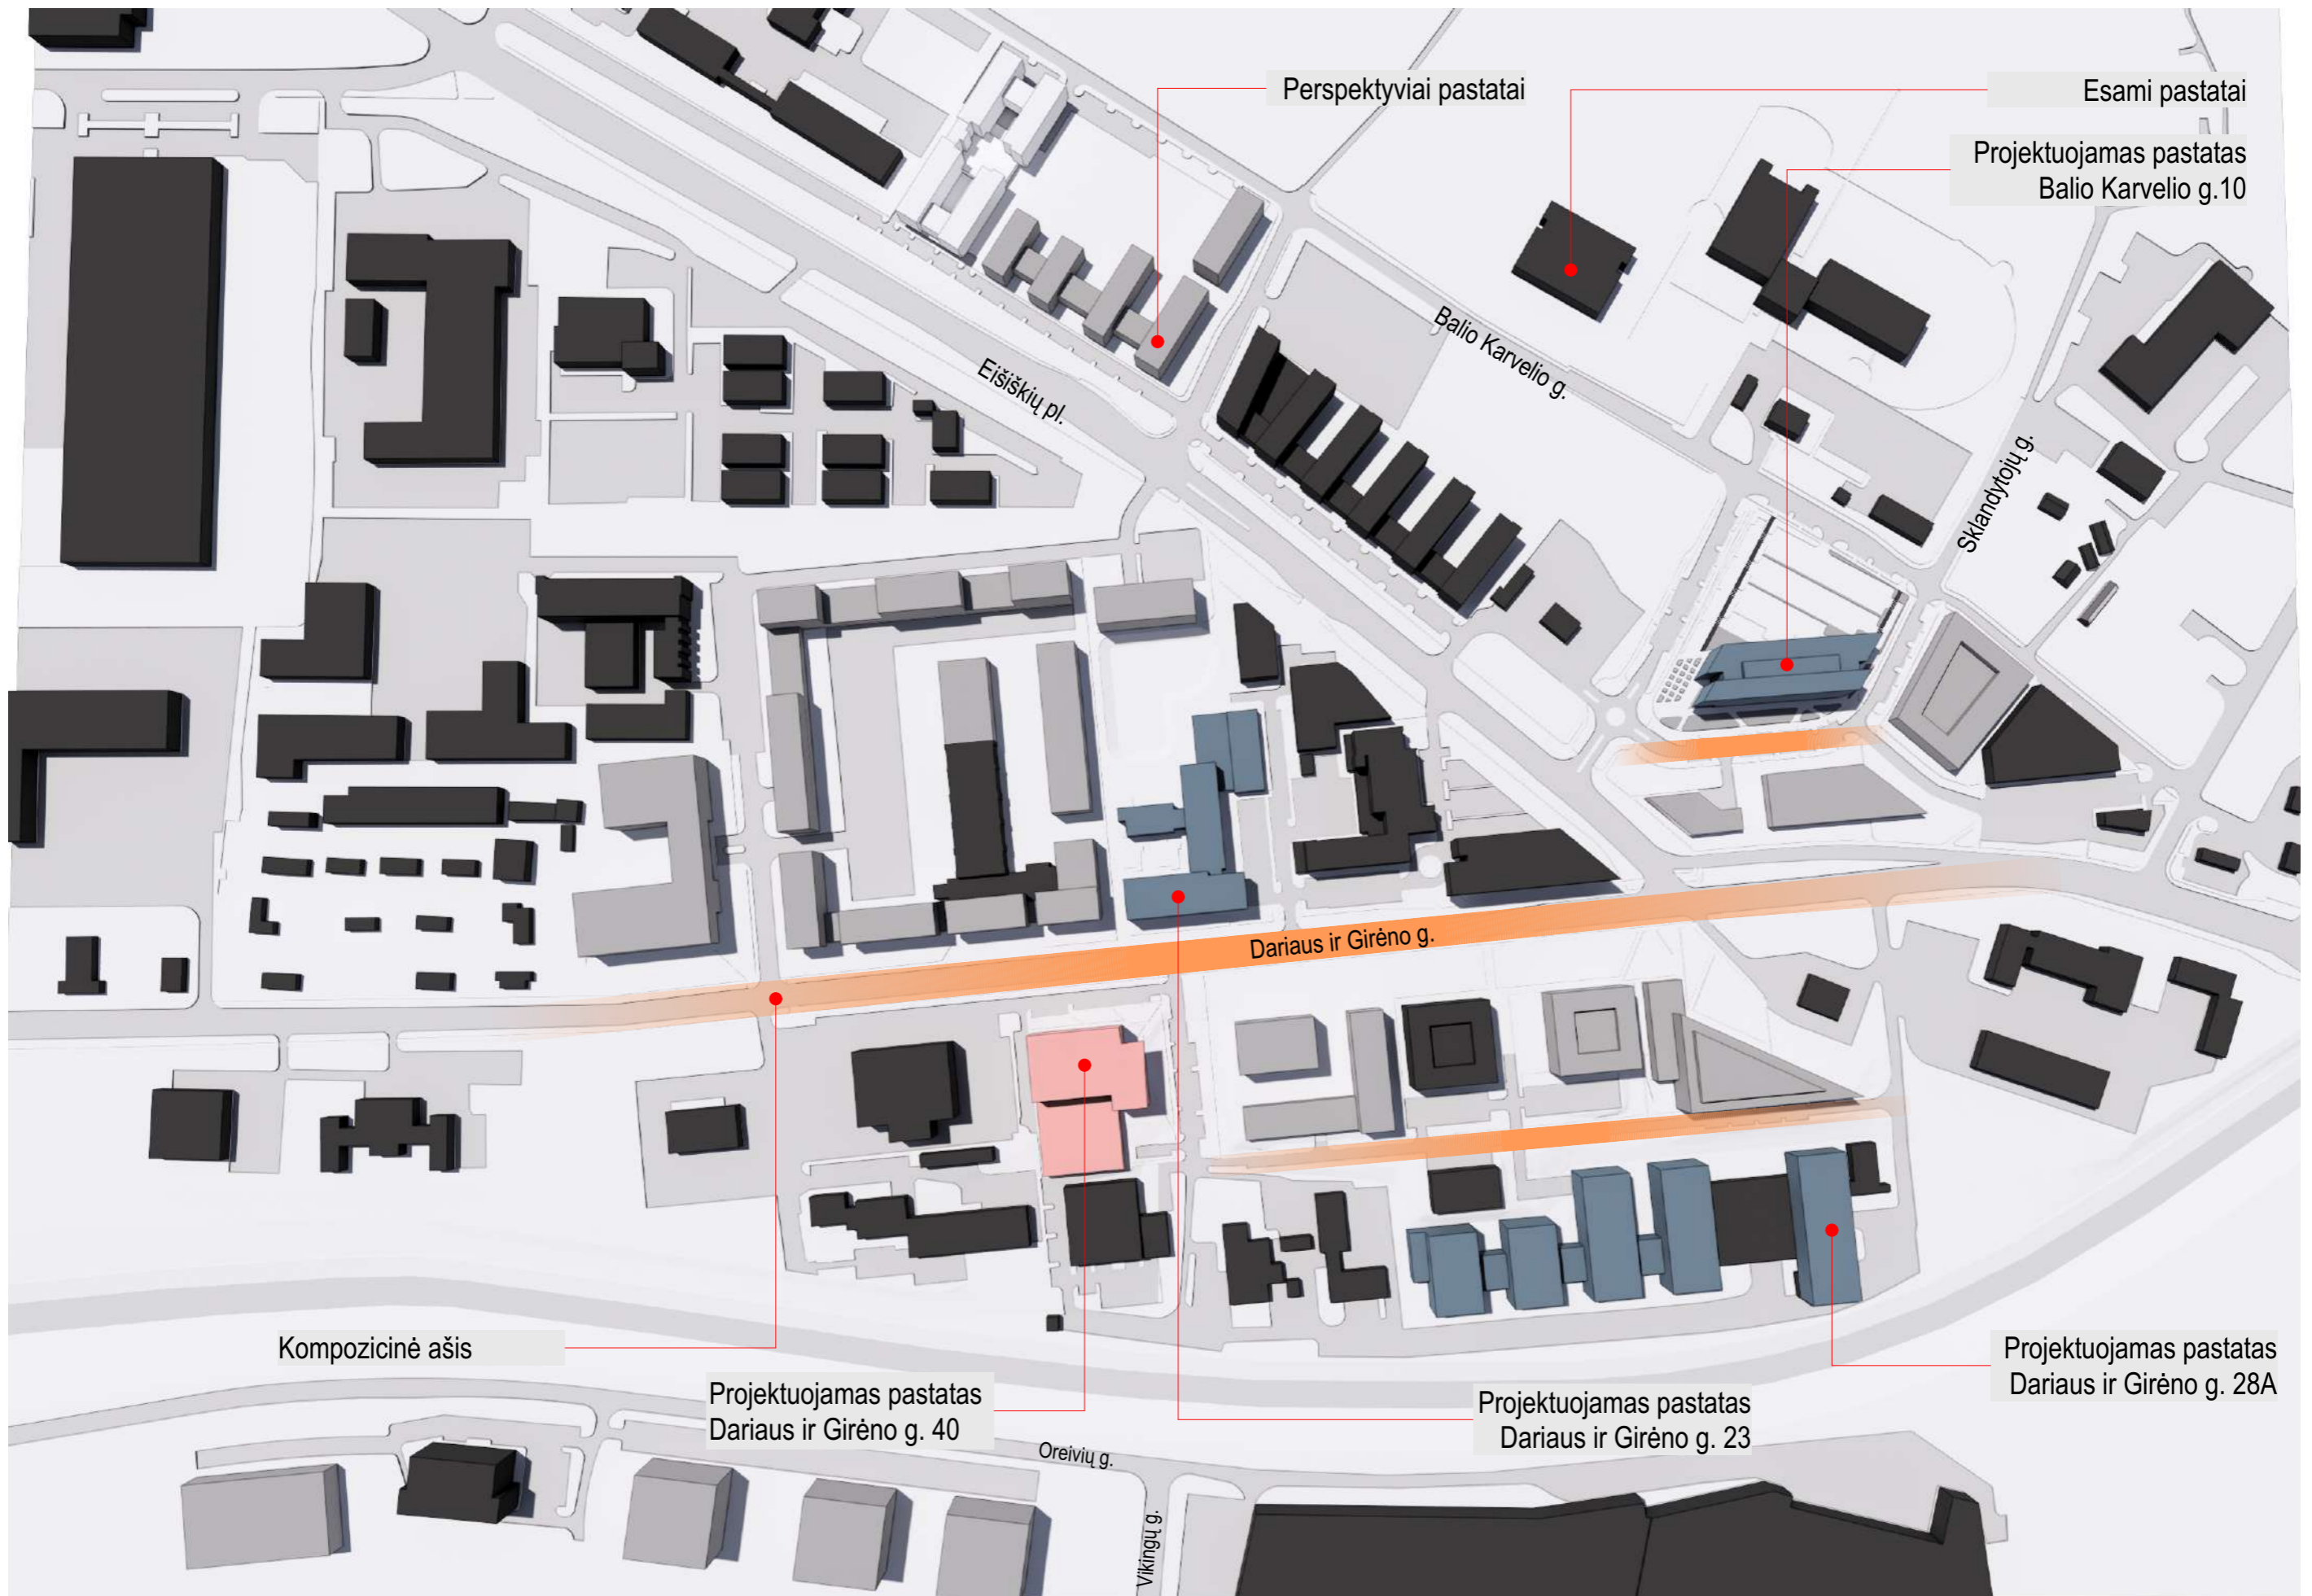 Perspektyviai pastatai
Esami pastatai
Projektuojamas pastatas
Balio Karvelio g.10
Balio Karvelio g.
Eišiškių pl.
Sklandytojų g.
Dariaus ir Girėno g.
Kompozicinė ašis
Projektuojamas pastatas
Dariaus ir Girėno g. 40
Projektuojamas pastatas
Dariaus ir Girėno g. 23
Projektuojamas pastatas
Dariaus ir Girėno g. 28A
Oreivių g.
Vikingų g.